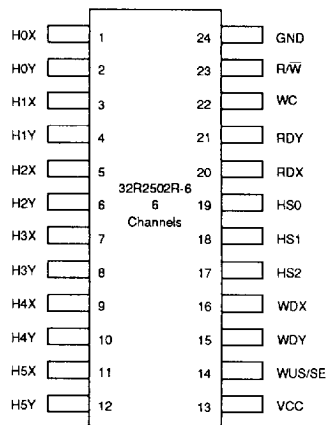 H0X 1 24 GND
H0Y 2 23 R/W̅
H1X 3 22 WC
H1Y 4 21 RDY
H2X 5 20 RDX
32R2502R-6
H2Y 6 6 19 HS0
Channels
H3X 7 18 HS1
H3Y 8 17 HS2
H4X 9 16 WDX
H4Y 10 15 WDY
H5X 11 14 WUS/SE
H5Y 12 13 VCC